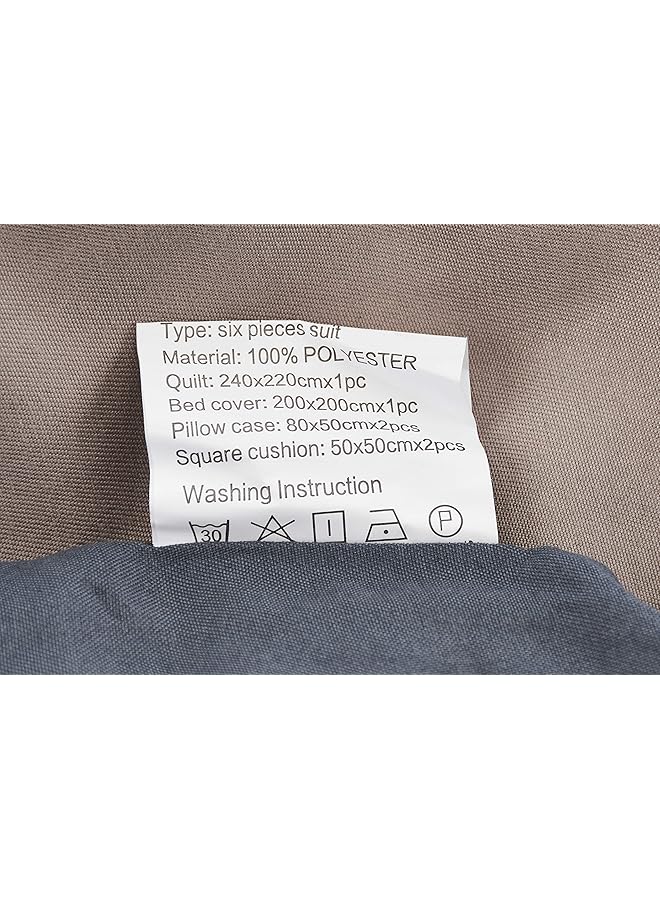 Type: six pieces suit
Material: 100% POLYESTER
Quilt: 240x220cmx1pc
Bed cover: 200x200cmx1pc
Pillow case: 80x50cmx2pcs
Square cushion: 50x50cmx2pcs
Washing Instruction
30
P